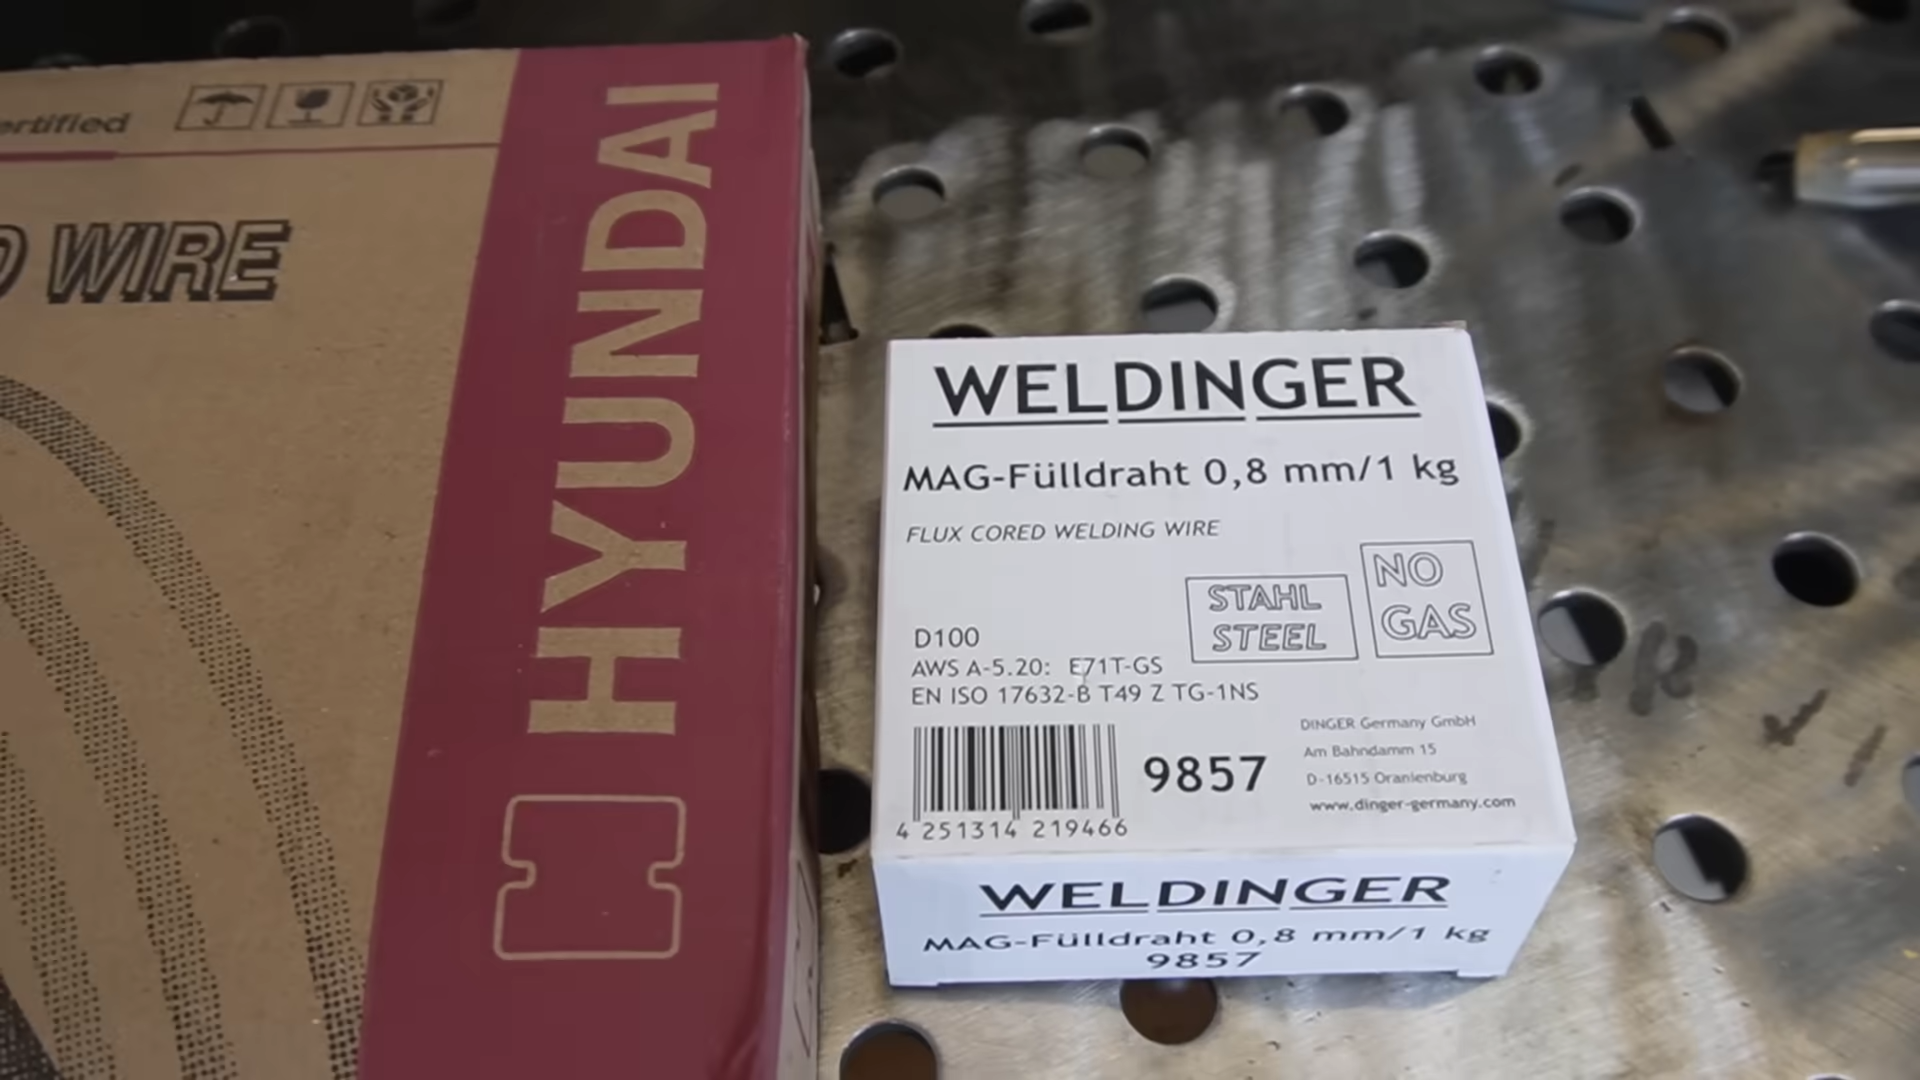 WIRE
HYUNDAI
WELDINGER
MAG-Fülldraht 0,8 mm/1 kg
FLUX CORED WELDING WIRE
STAHL
STEEL
NO
GAS
D100
AWS A-5.20: E71T-GS
EN ISO 17632-B T49 Z TG-1NS
9857
4 251314 219466
DINGER Germany GmbH
Am Bahndamm 15
D-16515 Oranienburg
www.dinger-germany.com
WELDINGER
MAG-Fülldraht 0,8 mm/1 kg
9857